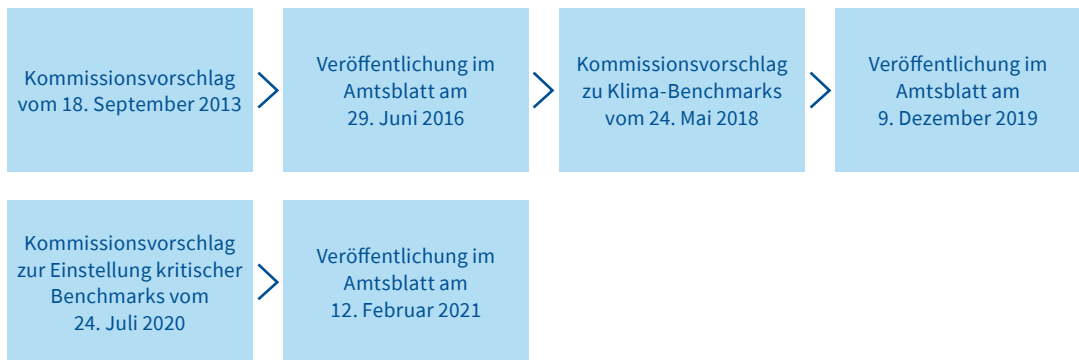 Kommissionsvorschlag
vom 18. September 2013
Veröffentlichung im
Amtsblatt am
29. Juni 2016
Kommissionsvorschlag
zu Klima-Benchmarks
vom 24. Mai 2018
Veröffentlichung im
Amtsblatt am
9. Dezember 2019
Kommissionsvorschlag
zur Einstellung kritischer
Benchmarks vom
24. Juli 2020
Veröffentlichung im
Amtsblatt am
12. Februar 2021